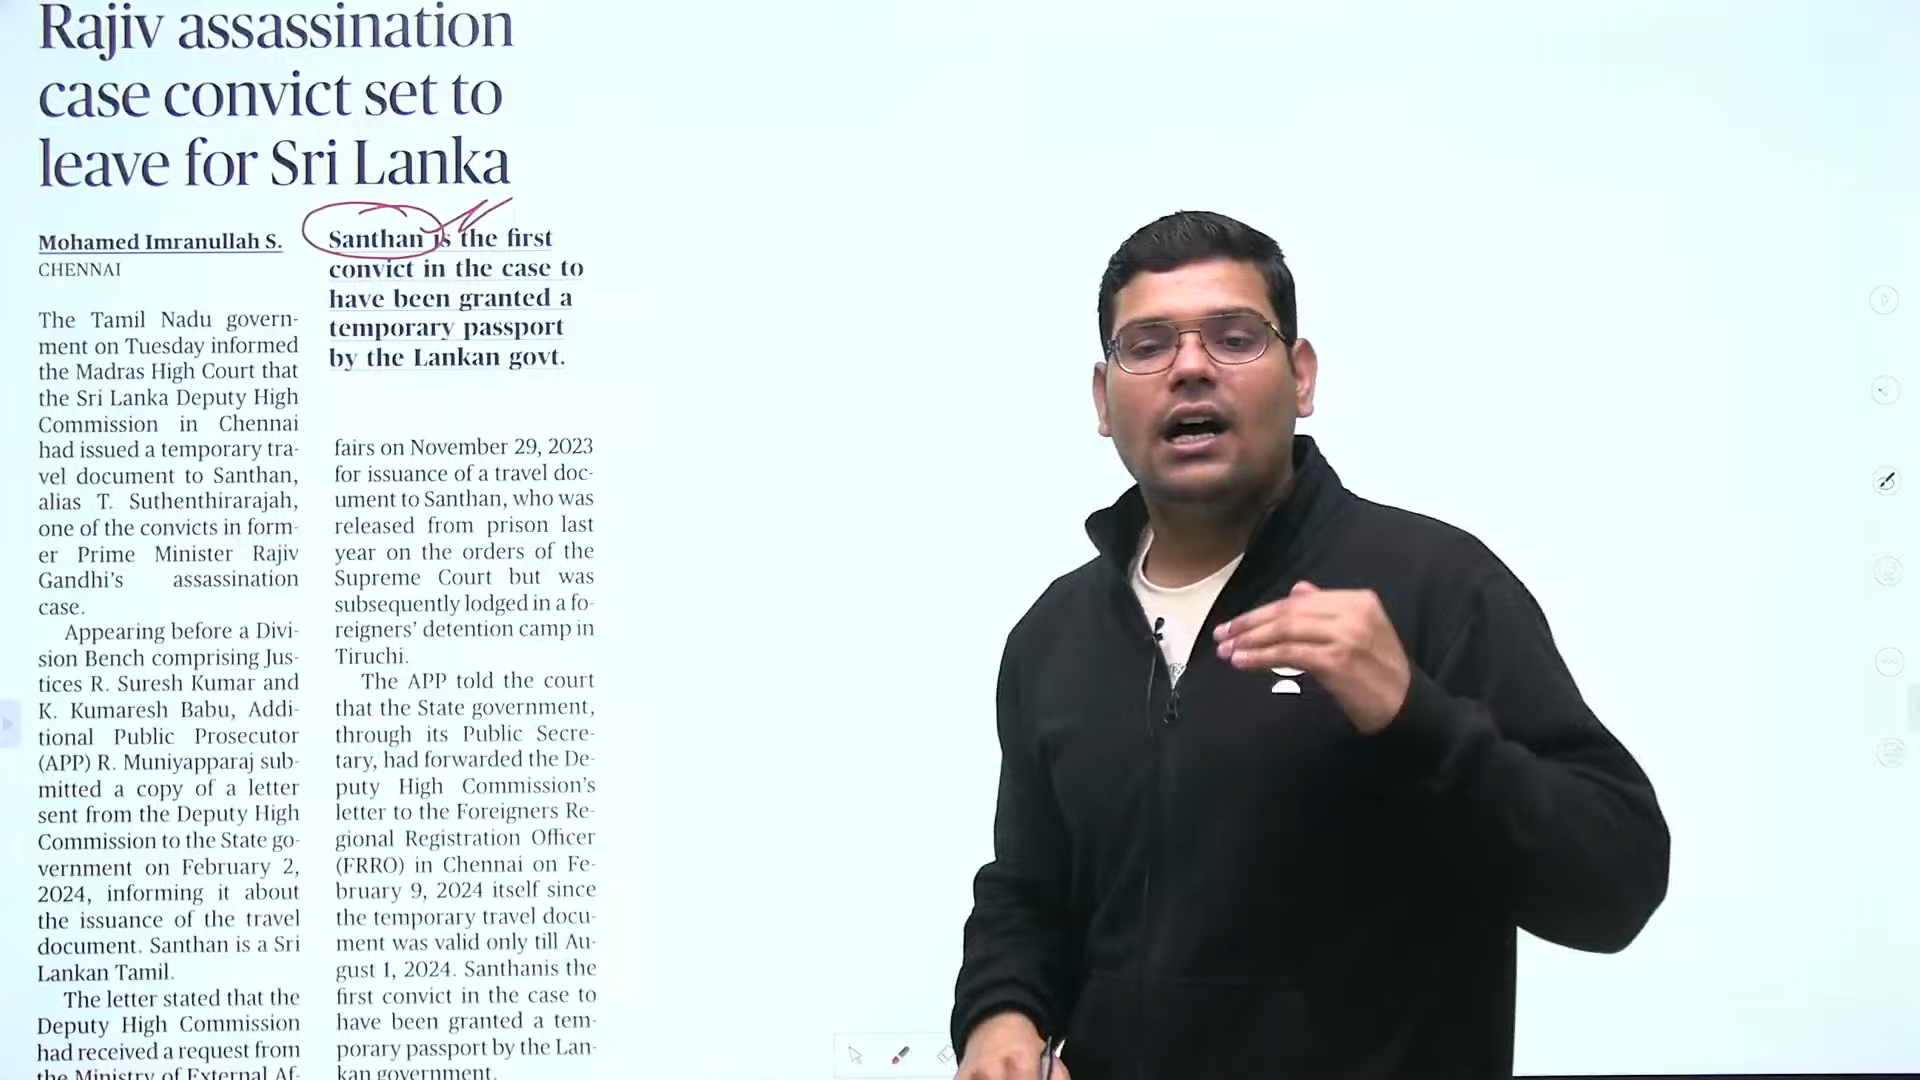 Rajiv assassination
case convict set to
leave for Sri Lanka
Mohamed Imranullah S.
CHENNAI
The Tamil Nadu govern-
ment on Tuesday informed
the Madras High Court that
the Sri Lanka Deputy High
Commission in Chennai
had issued a temporary tra-
vel document to Santhan,
alias T. Suthenthirarajah,
one of the convicts in form-
er Prime Minister Rajiv
Gandhi's assassination
case.
Appearing before a Divi-
sion Bench comprising Jus-
tices R. Suresh Kumar and
K. Kumaresh Babu, Addi-
tional Public Prosecutor
(APP) R. Muniyapparaj sub-
mitted a copy of a letter
sent from the Deputy High
Commission to the State go-
vernment on February 2,
2024, informing it about
the issuance of the travel
document. Santhan is a Sri
Lankan Tamil.
The letter stated that the
Deputy High Commission
had received a request from
the Ministry of External Af-
Santhan is the first
convict in the case to
have been granted a
temporary passport
by the Lankan govt.
fairs on November 29, 2023
for issuance of a travel doc-
ument to Santhan, who was
released from prison last
year on the orders of the
Supreme Court but was
subsequently lodged in a fo-
reigners' detention camp in
Tiruchi.
The APP told the court
that the State government,
through its Public Secre-
tary, had forwarded the De-
puty High Commission's
letter to the Foreigners Re-
gional Registration Officer
(FRRO) in Chennai on Fe-
bruary 9, 2024 itself since
the temporary travel docu-
ment was valid only till Au-
gust 1, 2024. Santhanis the
first convict in the case to
have been granted a tem-
porary passport by the Lan-
kan government.